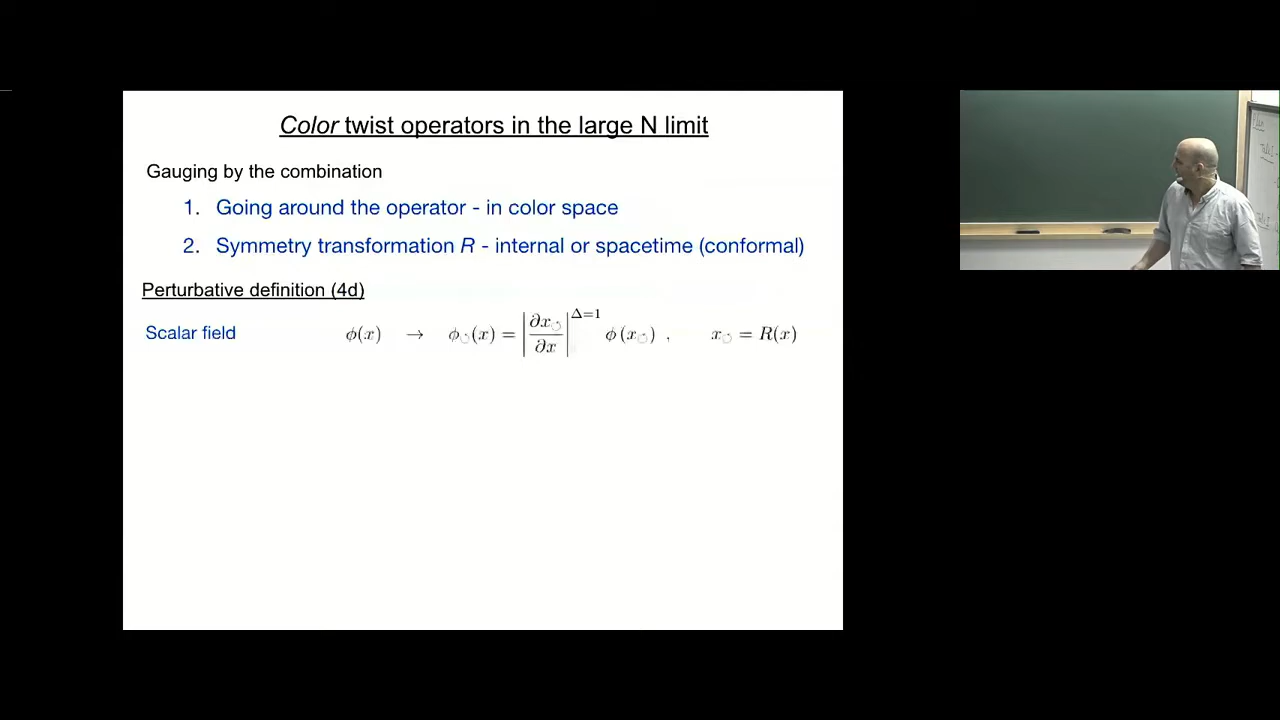 Color twist operators in the large N limit
Gauging by the combination
1. Going around the operator - in color space
2. Symmetry transformation R - internal or spacetime (conformal)
Perturbative definition (4d)
Scalar field ϕ(x) → ϕ↺(x) = |∂x↺/∂x|^{Δ=1} ϕ(x↺) , x↺ = R(x)